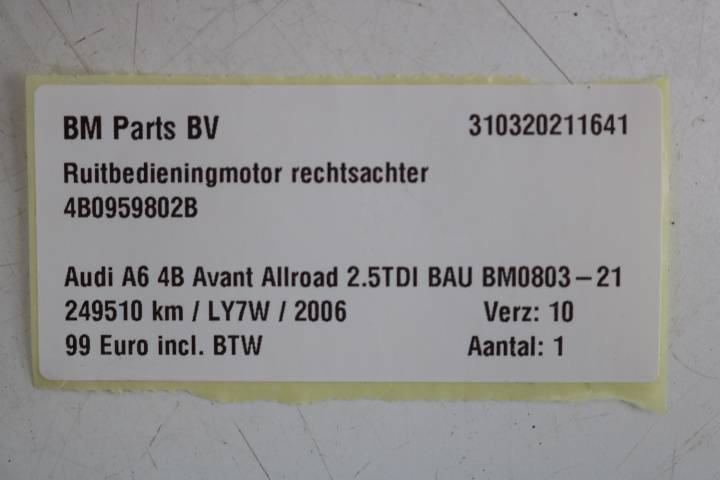 BM Parts BV 310320211641
Ruitbedieningmotor rechtsachter
4B0959802B
Audi A6 4B Avant Allroad 2.5TDI BAU BM0803-21
249510 km / LY7W / 2006 Verz: 10
99 Euro incl. BTW Aantal: 1